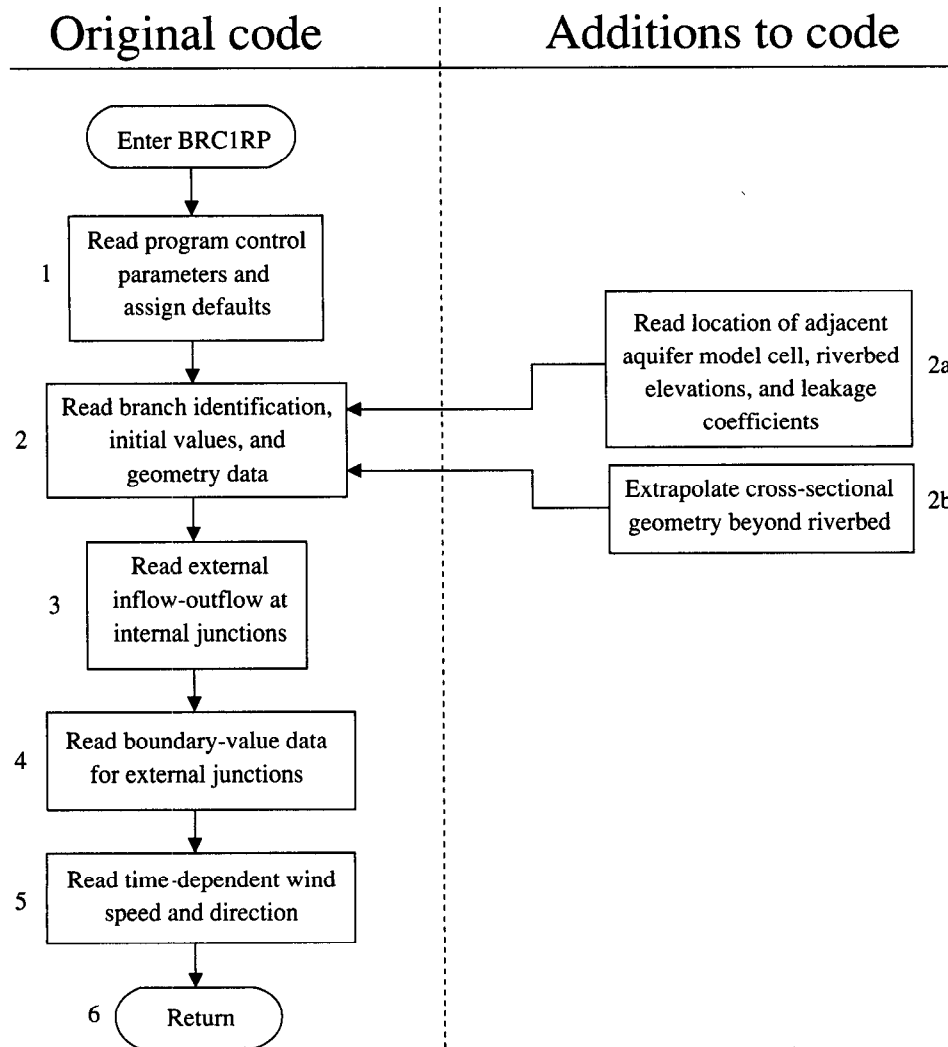 Original code
Additions to code
Enter BRC1RP
1
Read program control
parameters and
assign defaults
2
Read branch identification,
initial values, and
geometry data
Read location of adjacent
aquifer model cell, riverbed
elevations, and leakage
coefficients
2a
Extrapolate cross-sectional
geometry beyond riverbed
2b
3
Read external
inflow-outflow at
internal junctions
4
Read boundary-value data
for external junctions
5
Read time-dependent wind
speed and direction
6
Return